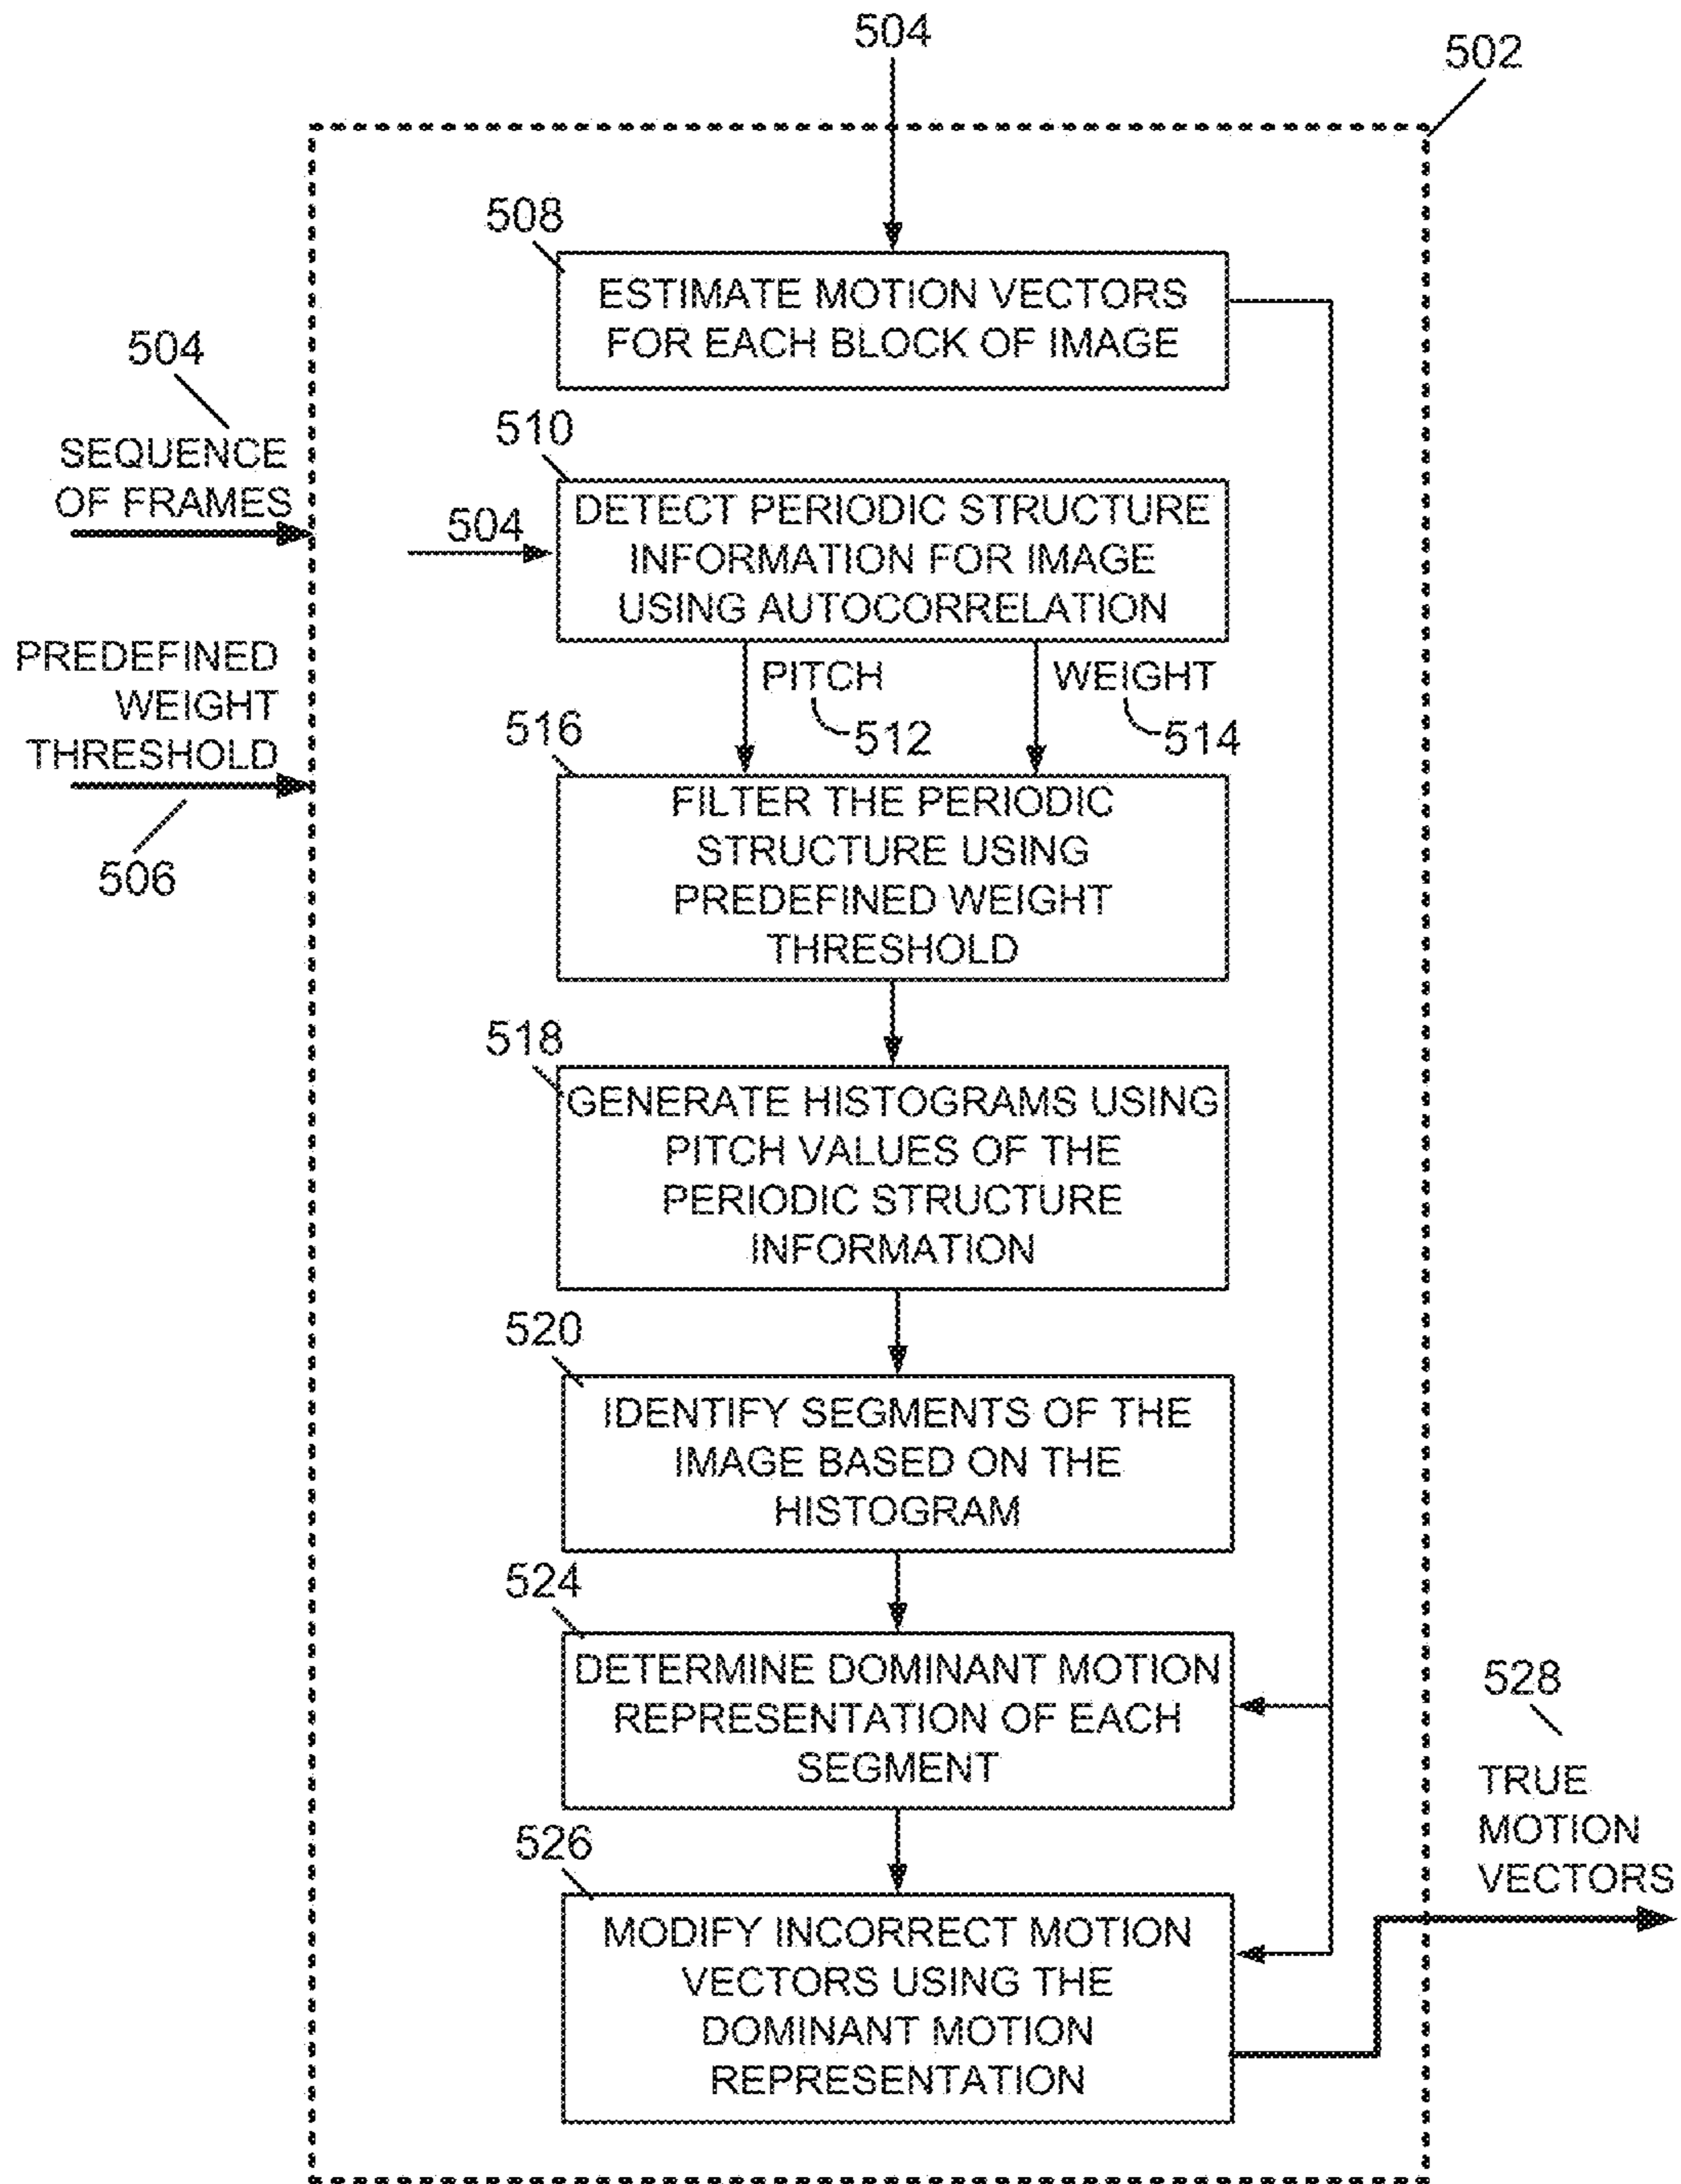 504
502
508
ESTIMATE MOTION VECTORS
FOR EACH BLOCK OF IMAGE
504
SEQUENCE
OF FRAMES
510
504
DETECT PERIODIC STRUCTURE
INFORMATION FOR IMAGE
USING AUTOCORRELATION
PREDEFINED
WEIGHT
THRESHOLD
506
PITCH
512
WEIGHT
514
516
FILTER THE PERIODIC
STRUCTURE USING
PREDEFINED WEIGHT
THRESHOLD
518
GENERATE HISTOGRAMS USING
PITCH VALUES OF THE
PERIODIC STRUCTURE
INFORMATION
520
IDENTIFY SEGMENTS OF THE
IMAGE BASED ON THE
HISTOGRAM
524
DETERMINE DOMINANT MOTION
REPRESENTATION OF EACH
SEGMENT
528
TRUE
MOTION
VECTORS
526
MODIFY INCORRECT MOTION
VECTORS USING THE
DOMINANT MOTION
REPRESENTATION